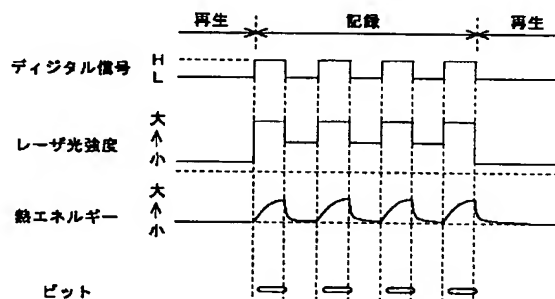 再生 記録 再生
ディジタル信号 H
L
レーザ光強度 大
↑
小
熱エネルギー 大
↑
小
ピット